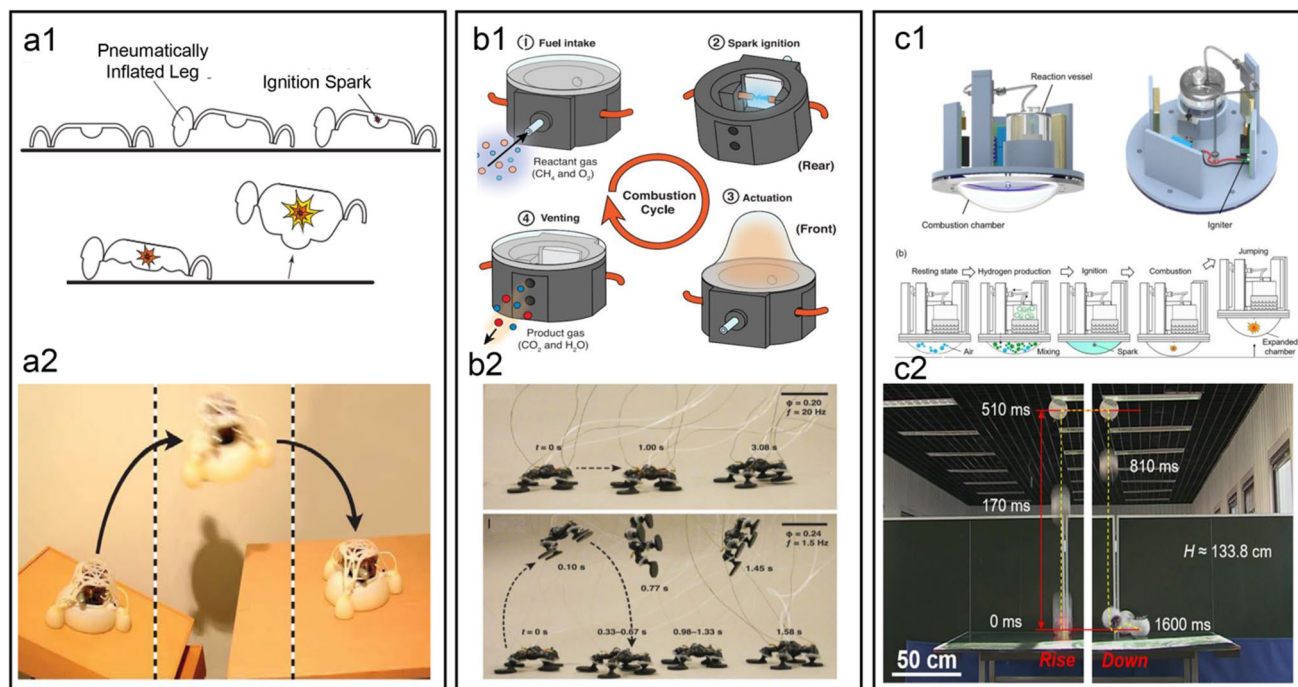 a1
Pneumatically
Inflated Leg
Ignition Spark
a2
b1
① Fuel intake
② Spark ignition
Reactant gas
(CH₄ and O₂)
(Rear)
Combustion
Cycle
④ Venting
③ Actuation
(Front)
Product gas
(CO₂ and H₂O)
b2
Φ = 0.20
ƒ = 20 Hz
t = 0 s
1.00 s
3.08 s
Φ = 0.24
ƒ = 1.5 Hz
0.10 s
0.77 s
1.45 s
t = 0 s
0.33–0.67 s
0.98–1.33 s
1.58 s
c1
Reaction vessel
Combustion chamber
Igniter
(b)
Jumping
Resting state
Hydrogen production
Ignition
Combustion
Air
Mixing
Spark
Expanded
chamber
c2
510 ms
810 ms
170 ms
H ≈ 133.8 cm
0 ms
1600 ms
50 cm
Rise
Down